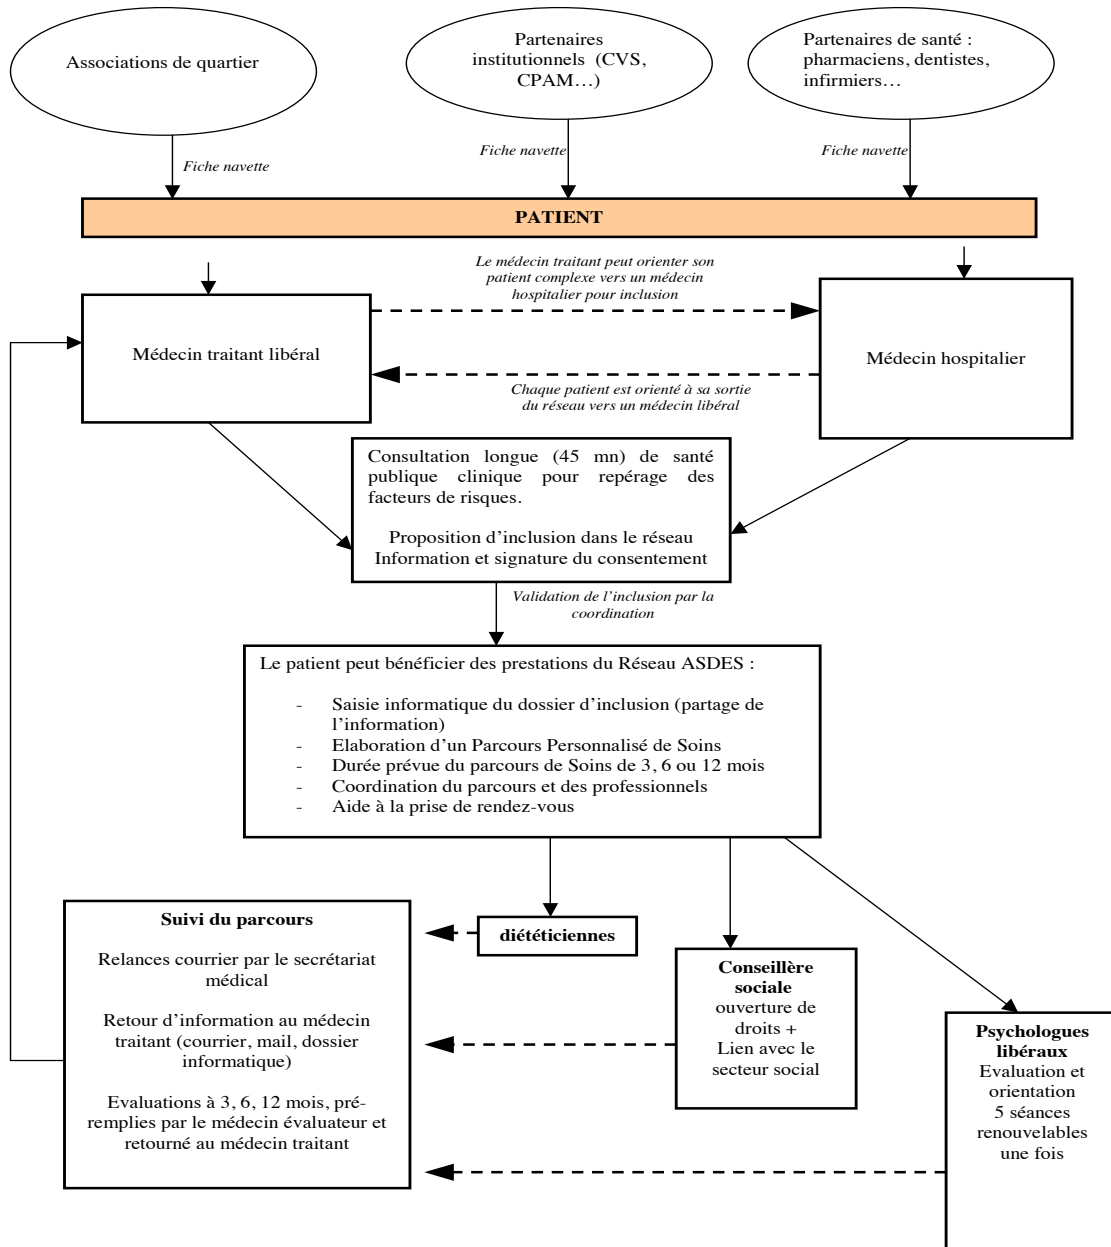 Associations de quartier
Partenaires
institutionnels (CVS,
CPAM…)
Partenaires de santé :
pharmaciens, dentistes,
infirmiers…
Fiche navette
Fiche navette
Fiche navette
PATIENT
Le médecin traitant peut orienter son
patient complexe vers un médecin
hospitalier pour inclusion
Médecin traitant libéral
Médecin hospitalier
Chaque patient est orienté à sa sortie
du réseau vers un médecin libéral
Consultation longue (45 mn) de santé
publique clinique pour repérage des
facteurs de risques.
Proposition d’inclusion dans le réseau
Information et signature du consentement
Validation de l’inclusion par la
coordination
Le patient peut bénéficier des prestations du Réseau ASDES :
- Saisie informatique du dossier d’inclusion (partage de
l’information)
- Elaboration d’un Parcours Personnalisé de Soins
- Durée prévue du parcours de Soins de 3, 6 ou 12 mois
- Coordination du parcours et des professionnels
- Aide à la prise de rendez-vous
Suivi du parcours
Relances courrier par le secrétariat
médical
Retour d’information au médecin
traitant (courrier, mail, dossier
informatique)
Evaluations à 3, 6, 12 mois, pré-
remplies par le médecin évaluateur et
retourné au médecin traitant
diététiciennes
Conseillère
sociale
ouverture de
droits +
Lien avec le
secteur social
Psychologues
libéraux
Evaluation et
orientation
5 séances
renouvelables
une fois